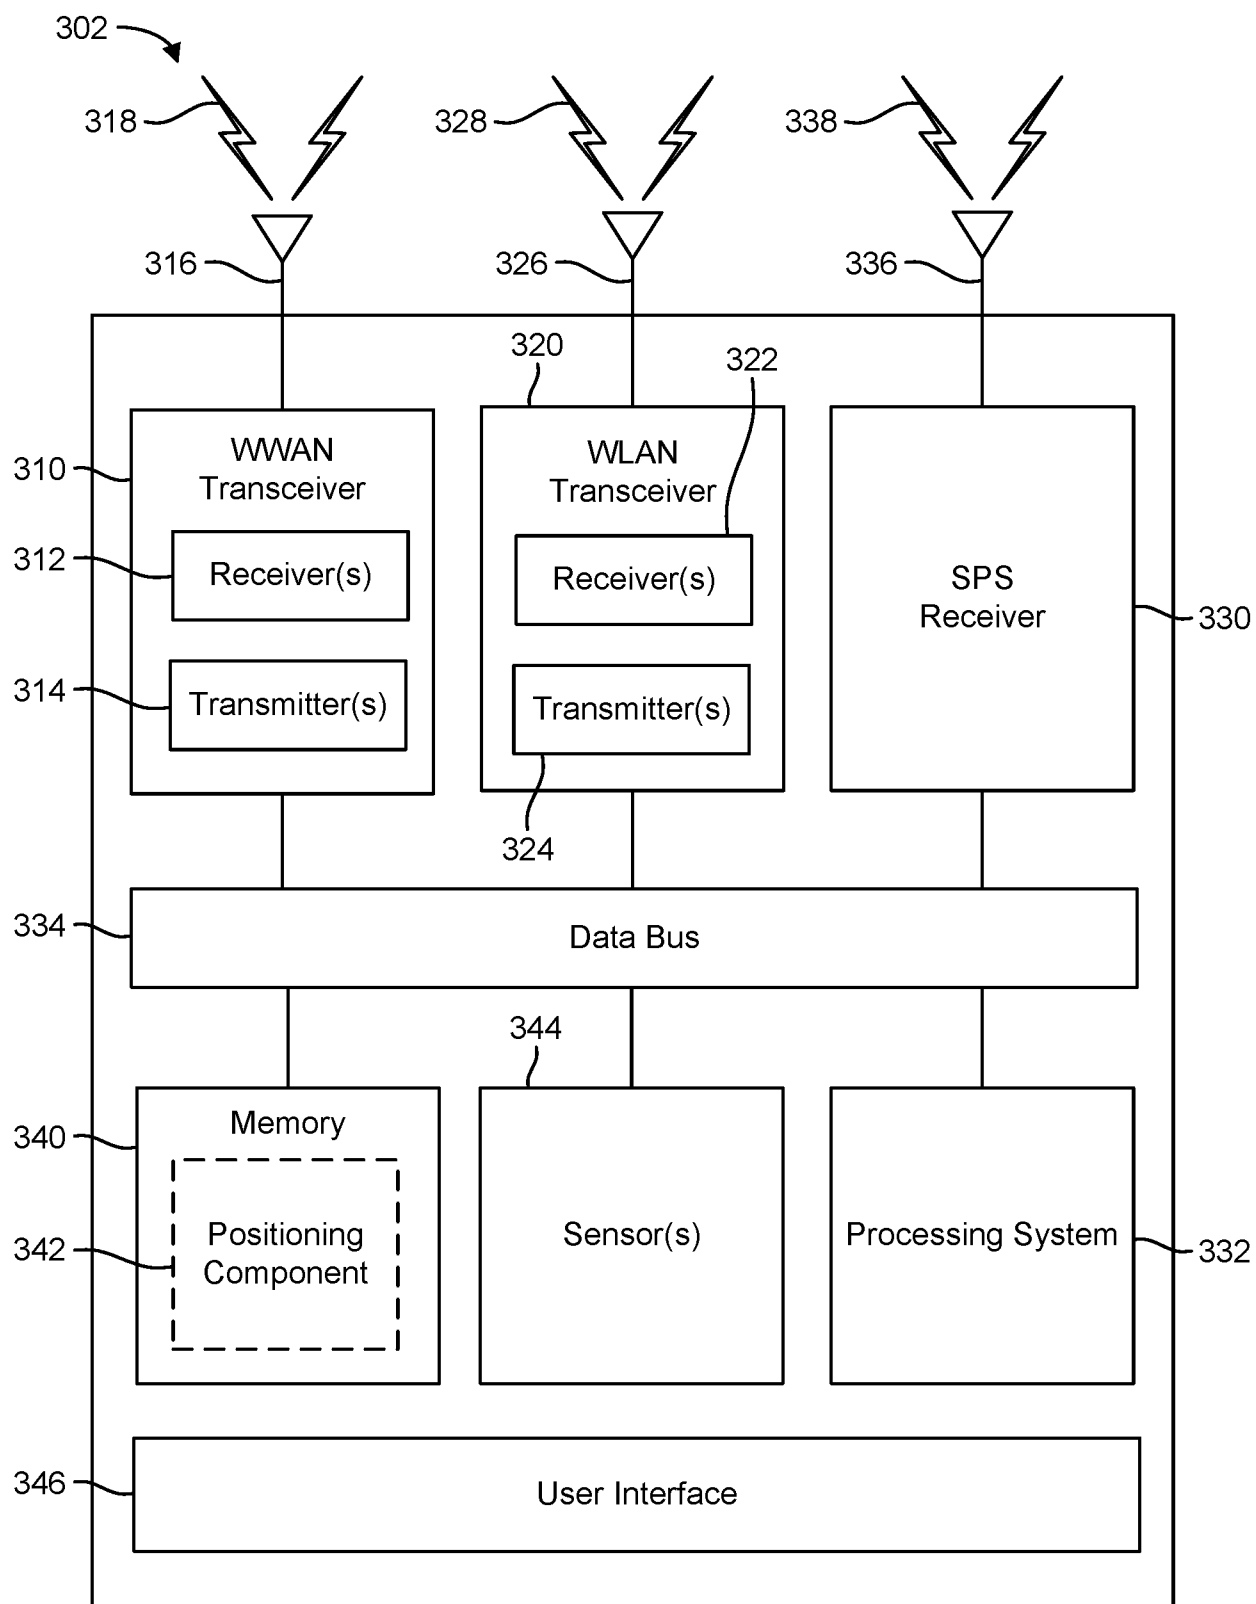 302
318
328
338
316
326
336
320
322
310
WWAN
Transceiver
WLAN
Transceiver
312
Receiver(s)
Receiver(s)
SPS
Receiver
330
314
Transmitter(s)
Transmitter(s)
324
334
Data Bus
344
340
Memory
342
Positioning
Component
Sensor(s)
Processing System
332
346
User Interface